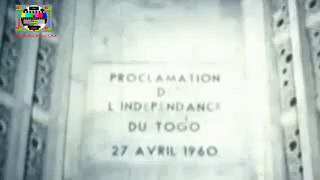 PROCLAMATION
DE
L'INDEPENDANCE
DU TOGO
27 AVRIL 1960